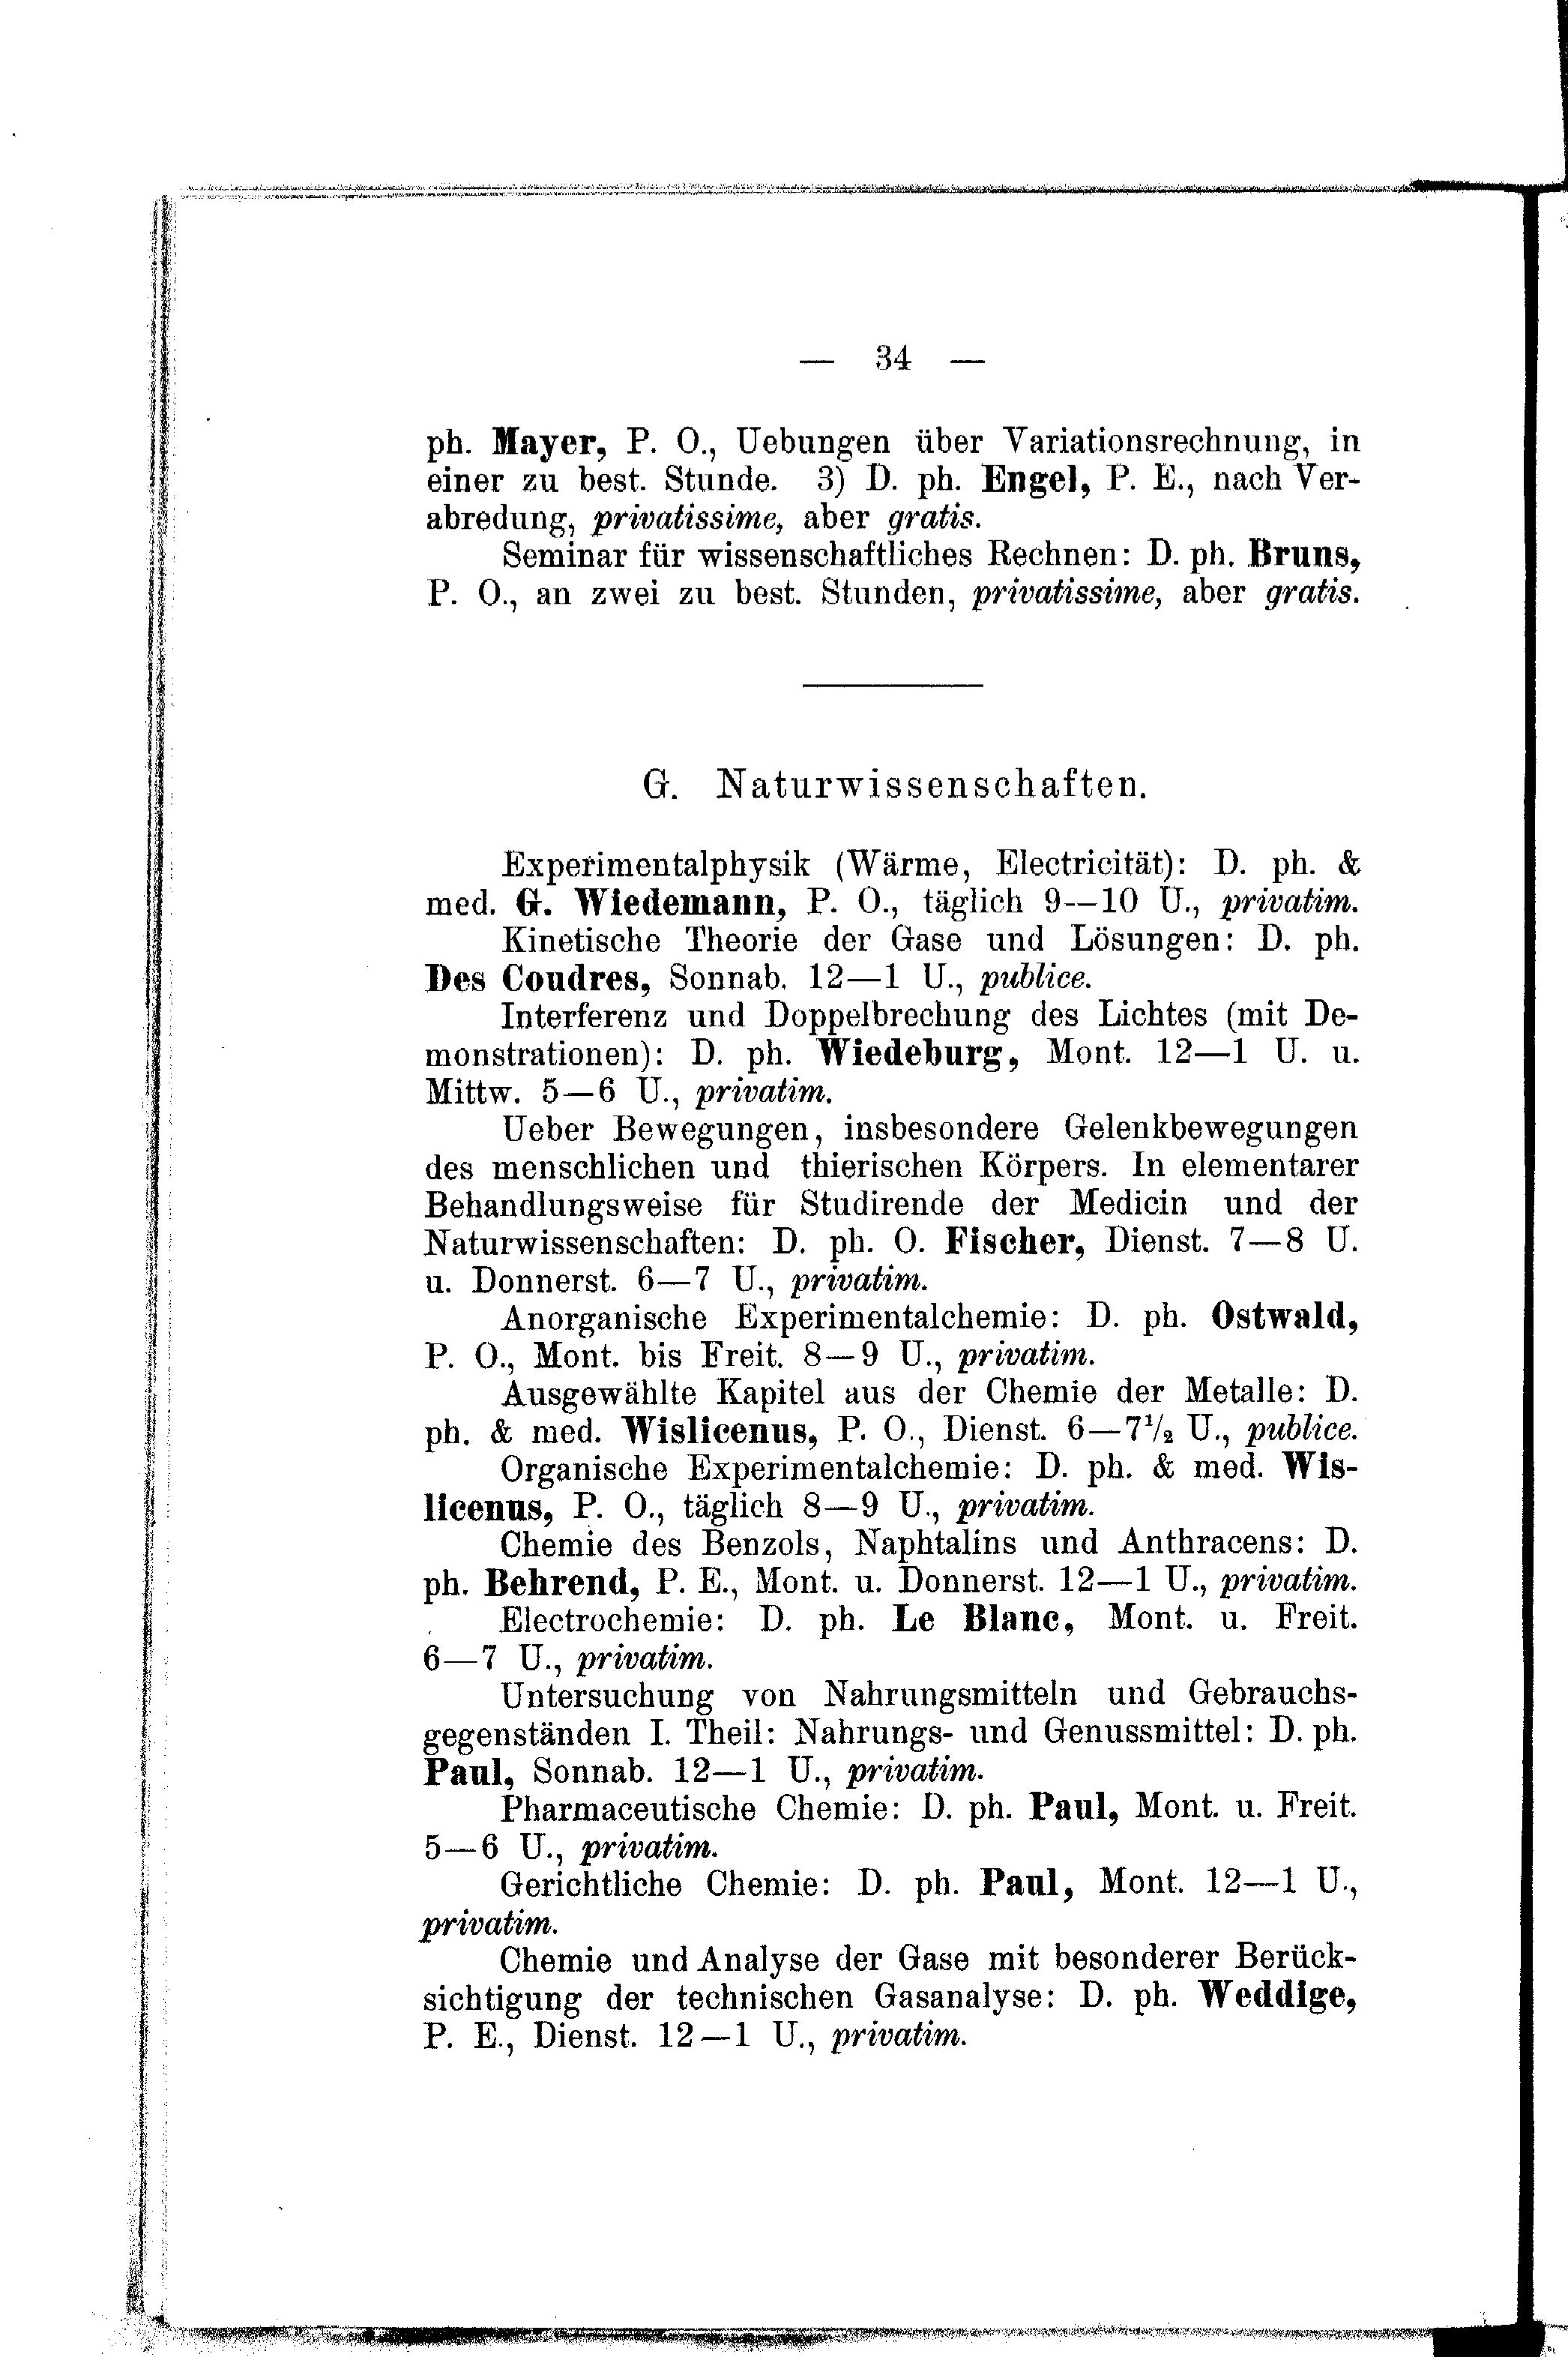 — 34 —
ph. Mayer, P. O., Uebungen über Variationsrechnung, in
einer zu best. Stunde. 3) D. ph. Engel, P. E., nach Ver-
abredung, privatissime, aber gratis.
Seminar für wissenschaftliches Rechnen: D. ph. Bruns,
P. O., an zwei zu best. Stunden, privatissime, aber gratis.
G. Naturwissenschaften.
Experimentalphysik (Wärme, Electricität): D. ph. &
med. G. Wiedemann, P. O., täglich 9—10 U., privatim.
Kinetische Theorie der Gase und Lösungen: D. ph.
Des Coudres, Sonnab. 12—1 U., publice.
Interferenz und Doppelbrechung des Lichtes (mit De-
monstrationen): D. ph. Wiedeburg, Mont. 12—1 U. u.
Mittw. 5—6 U., privatim.
Ueber Bewegungen, insbesondere Gelenkbewegungen
des menschlichen und thierischen Körpers. In elementarer
Behandlungsweise für Studirende der Medicin und der
Naturwissenschaften: D. ph. O. Fischer, Dienst. 7—8 U.
u. Donnerst. 6—7 U., privatim.
Anorganische Experimentalchemie: D. ph. Ostwald,
P. O., Mont. bis Freit. 8—9 U., privatim.
Ausgewählte Kapitel aus der Chemie der Metalle: D.
ph. & med. Wislicenus, P. O., Dienst. 6—7½ U., publice.
Organische Experimentalchemie: D. ph. & med. Wis-
licenus, P. O., täglich 8—9 U., privatim.
Chemie des Benzols, Naphtalins und Anthracens: D.
ph. Behrend, P. E., Mont. u. Donnerst. 12—1 U., privatim.
Electrochemie: D. ph. Le Blanc, Mont. u. Freit.
6—7 U., privatim.
Untersuchung von Nahrungsmitteln und Gebrauchs-
gegenständen I. Theil: Nahrungs- und Genussmittel: D. ph.
Paul, Sonnab. 12—1 U., privatim.
Pharmaceutische Chemie: D. ph. Paul, Mont. u. Freit.
5—6 U., privatim.
Gerichtliche Chemie: D. ph. Paul, Mont. 12—1 U.,
privatim.
Chemie und Analyse der Gase mit besonderer Berück-
sichtigung der technischen Gasanalyse: D. ph. Weddige,
P. E., Dienst. 12—1 U., privatim.